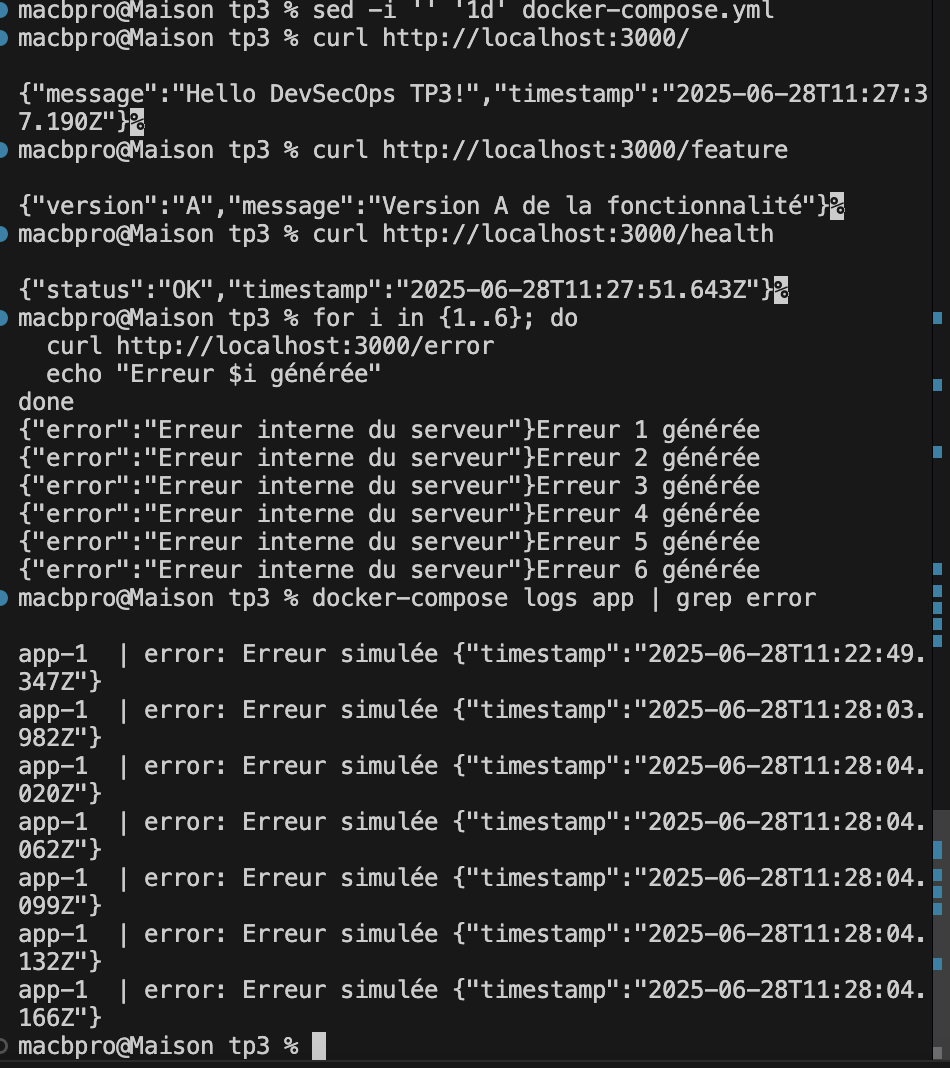 macbpro@Maison tp3 % sed -i '' '1d' docker-compose.yml
macbpro@Maison tp3 % curl http://localhost:3000/
{"message":"Hello DevSecOps TP3!","timestamp":"2025-06-28T11:27:3
7.190Z"}%
macbpro@Maison tp3 % curl http://localhost:3000/feature
{"version":"A","message":"Version A de la fonctionnalité"}%
macbpro@Maison tp3 % curl http://localhost:3000/health
{"status":"OK","timestamp":"2025-06-28T11:27:51.643Z"}%
macbpro@Maison tp3 % for i in {1..6}; do
  curl http://localhost:3000/error
  echo "Erreur $i générée"
done
{"error":"Erreur interne du serveur"}Erreur 1 générée
{"error":"Erreur interne du serveur"}Erreur 2 générée
{"error":"Erreur interne du serveur"}Erreur 3 générée
{"error":"Erreur interne du serveur"}Erreur 4 générée
{"error":"Erreur interne du serveur"}Erreur 5 générée
{"error":"Erreur interne du serveur"}Erreur 6 générée
macbpro@Maison tp3 % docker-compose logs app | grep error
app-1  | error: Erreur simulée {"timestamp":"2025-06-28T11:22:49.
347Z"}
app-1  | error: Erreur simulée {"timestamp":"2025-06-28T11:28:03.
982Z"}
app-1  | error: Erreur simulée {"timestamp":"2025-06-28T11:28:04.
020Z"}
app-1  | error: Erreur simulée {"timestamp":"2025-06-28T11:28:04.
062Z"}
app-1  | error: Erreur simulée {"timestamp":"2025-06-28T11:28:04.
099Z"}
app-1  | error: Erreur simulée {"timestamp":"2025-06-28T11:28:04.
132Z"}
app-1  | error: Erreur simulée {"timestamp":"2025-06-28T11:28:04.
166Z"}
macbpro@Maison tp3 %